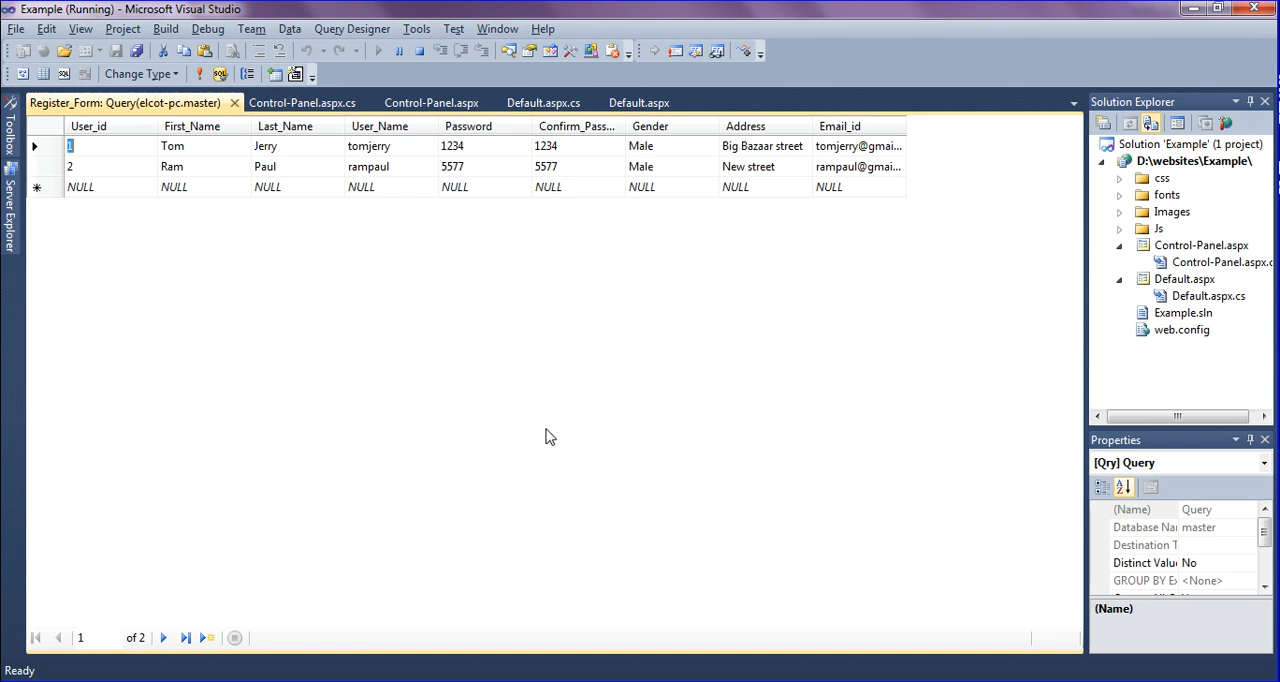 Example (Running) - Microsoft Visual Studio
File Edit View Project Build Debug Team Data Query Designer Tools Test Window Help
Change Type
Register_Form: Query(elcot-pc.master) Control-Panel.aspx.cs Control-Panel.aspx Default.aspx.cs Default.aspx
Toolbox
Server Explorer
User_id First_Name Last_Name User_Name Password Confirm_Pass... Gender Address Email_id
1 Tom Jerry tomjerry 1234 1234 Male Big Bazaar street tomjerry@gmai...
2 Ram Paul rampaul 5577 5577 Male New street rampaul@gmai...
NULL NULL NULL NULL NULL NULL NULL NULL NULL
1 of 2
Ready
Solution Explorer
Solution 'Example' (1 project)
D:\websites\Example\
css
fonts
Images
Js
Control-Panel.aspx
Control-Panel.aspx.c
Default.aspx
Default.aspx.cs
Example.sln
web.config
Properties
[Qry] Query
(Name) Query
Database Nar master
Destination T
Distinct Value No
GROUP BY Ex <None>
(Name)